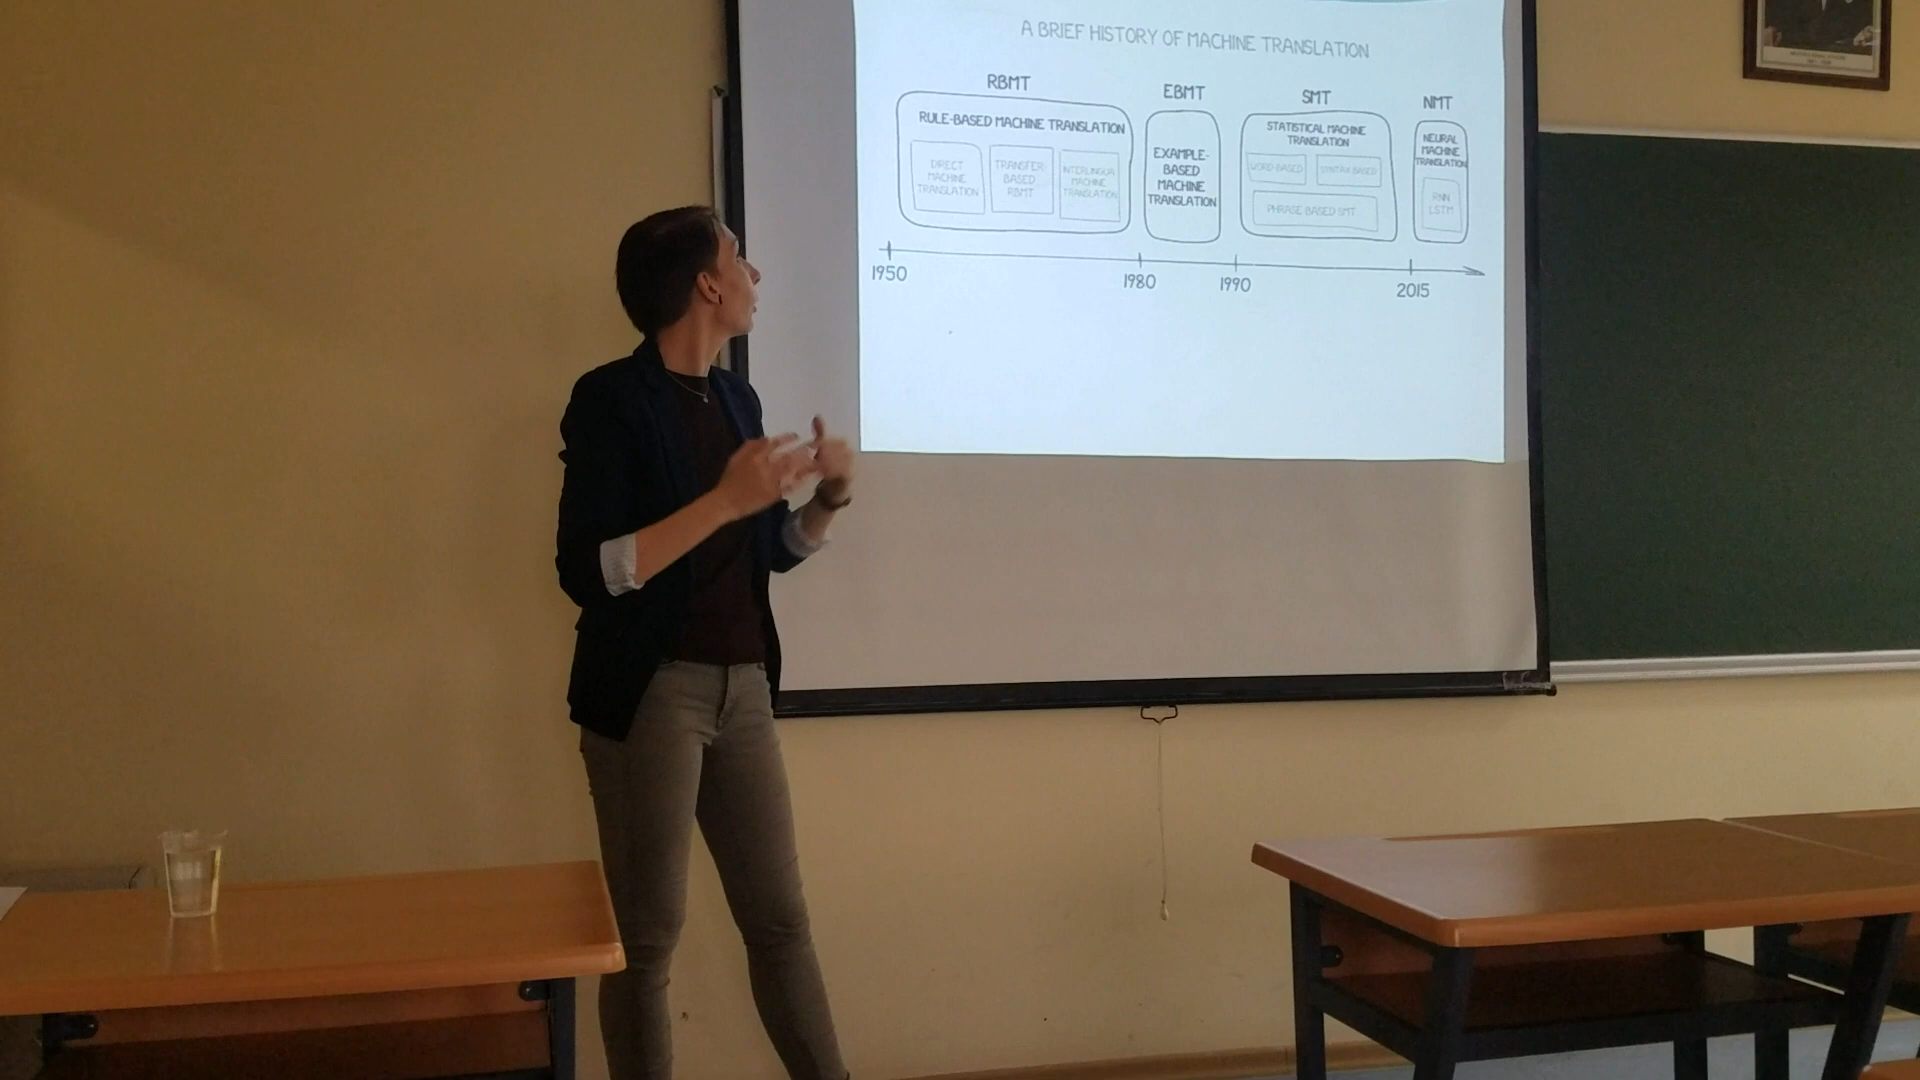 A BRIEF HISTORY OF MACHINE TRANSLATION
RBMT
RULE-BASED MACHINE TRANSLATION
DIRECT
MACHINE
TRANSLATION
TRANSFER-
BASED
RBMT
INTERLINGUA
MACHINE
TRANSLATION
EBMT
EXAMPLE-
BASED
MACHINE
TRANSLATION
SMT
STATISTICAL MACHINE
TRANSLATION
WORD-BASED
SYNTAX-BASED
PHRASE-BASED SMT
NMT
NEURAL
MACHINE
TRANSLATION
RNN
LSTM
1950
1980
1990
2015